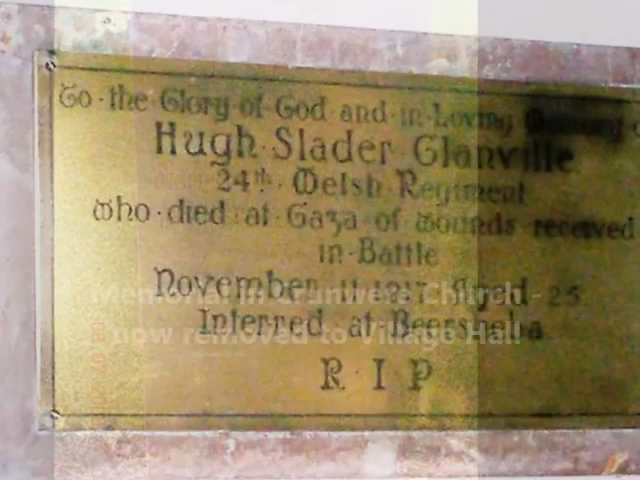 To·the Glory·of·God and in·Loving Memory o
Hugh·Slader Glanville
24th Welsh Regiment
Who·died at Gaza of wounds received
in·Battle
November 11·1917 Aged 25
Interred at Beersheba
R·I·P
Memorial in Crunwere Church -
now removed to Village Hall